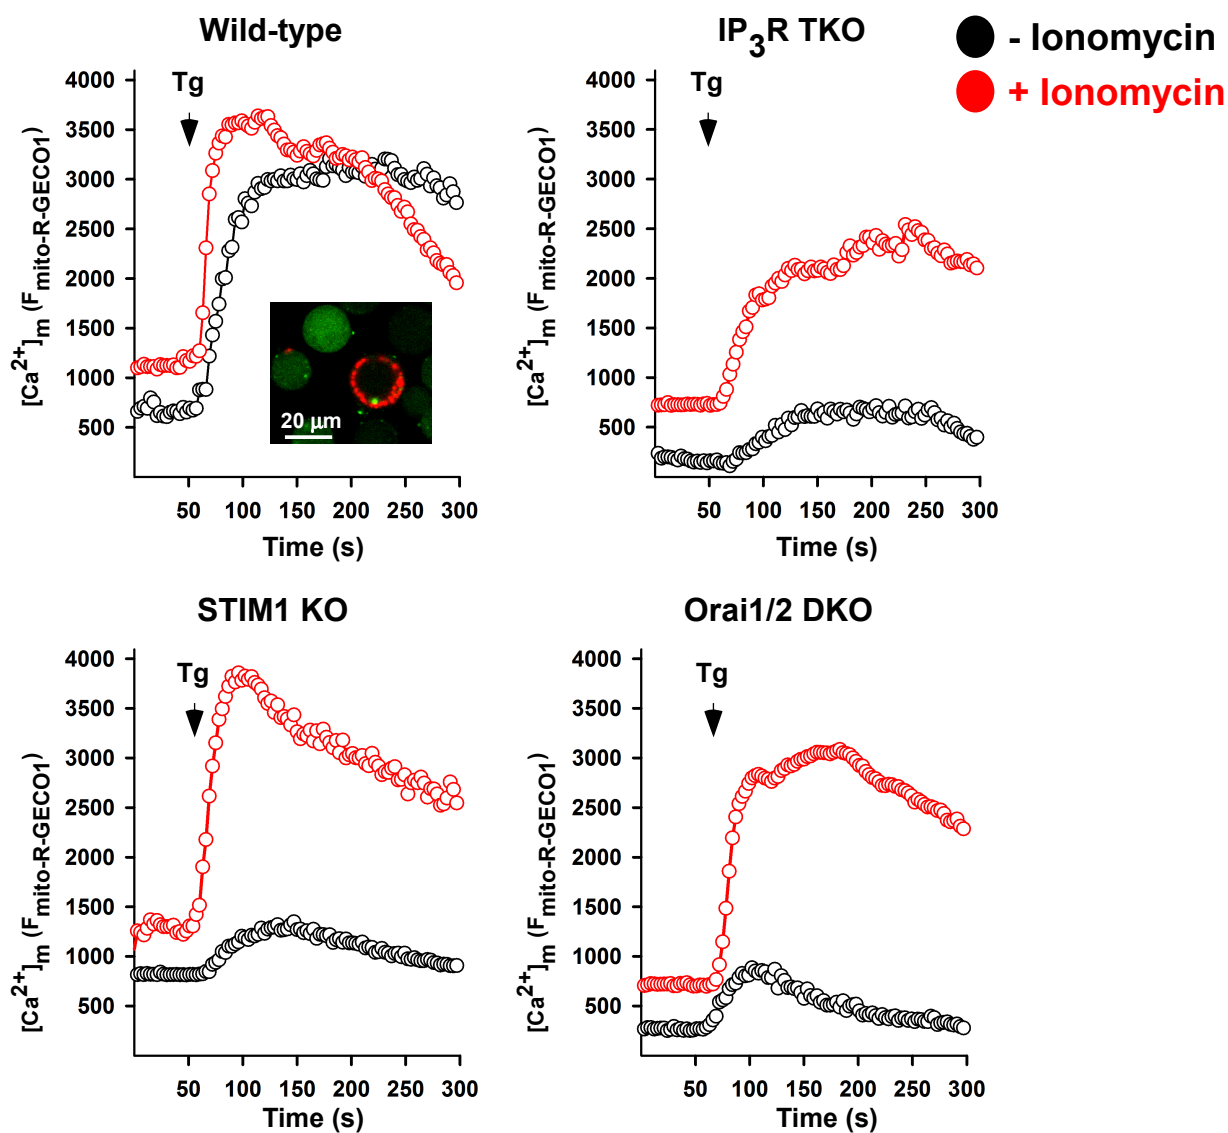 Wild-type
IP3R TKO
- Ionomycin
+ Ionomycin
[Ca2+]m (Fmito-R-GECO1)
4000
3500
3000
2500
2000
1500
1000
500
Tg
20 µm
50 100 150 200 250 300
Time (s)
[Ca2+]m (Fmito-R-GECO1)
4000
3500
3000
2500
2000
1500
1000
500
Tg
50 100 150 200 250 300
Time (s)
STIM1 KO
[Ca2+]m (Fmito-R-GECO1)
4000
3500
3000
2500
2000
1500
1000
500
Tg
50 100 150 200 250 300
Time (s)
Orai1/2 DKO
[Ca2+]m (Fmito-R-GECO1)
4000
3500
3000
2500
2000
1500
1000
500
Tg
50 100 150 200 250 300
Time (s)